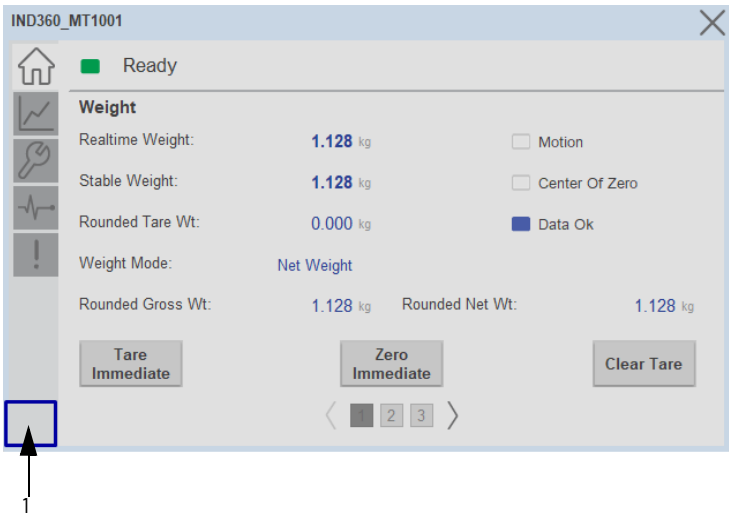 IND360_MT1001
Ready
Weight
Realtime Weight: 1.128 kg Motion
Stable Weight: 1.128 kg Center Of Zero
Rounded Tare Wt: 0.000 kg Data Ok
Weight Mode: Net Weight
Rounded Gross Wt: 1.128 kg Rounded Net Wt: 1.128 kg
Tare Immediate Zero Immediate Clear Tare
1 2 3
1